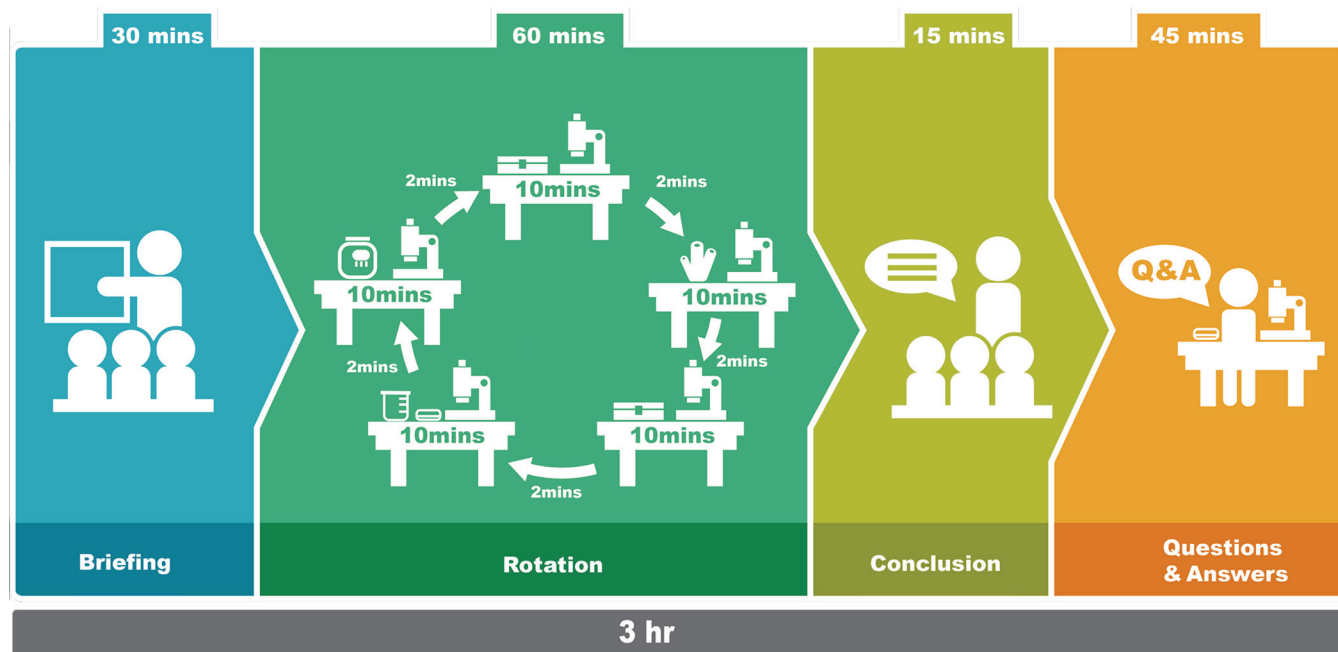 30 mins
60 mins
15 mins
45 mins
2mins
10mins
2mins
10mins
10mins
2mins
2mins
10mins
10mins
2mins
Q&A
Briefing
Rotation
Conclusion
Questions
& Answers
3 hr